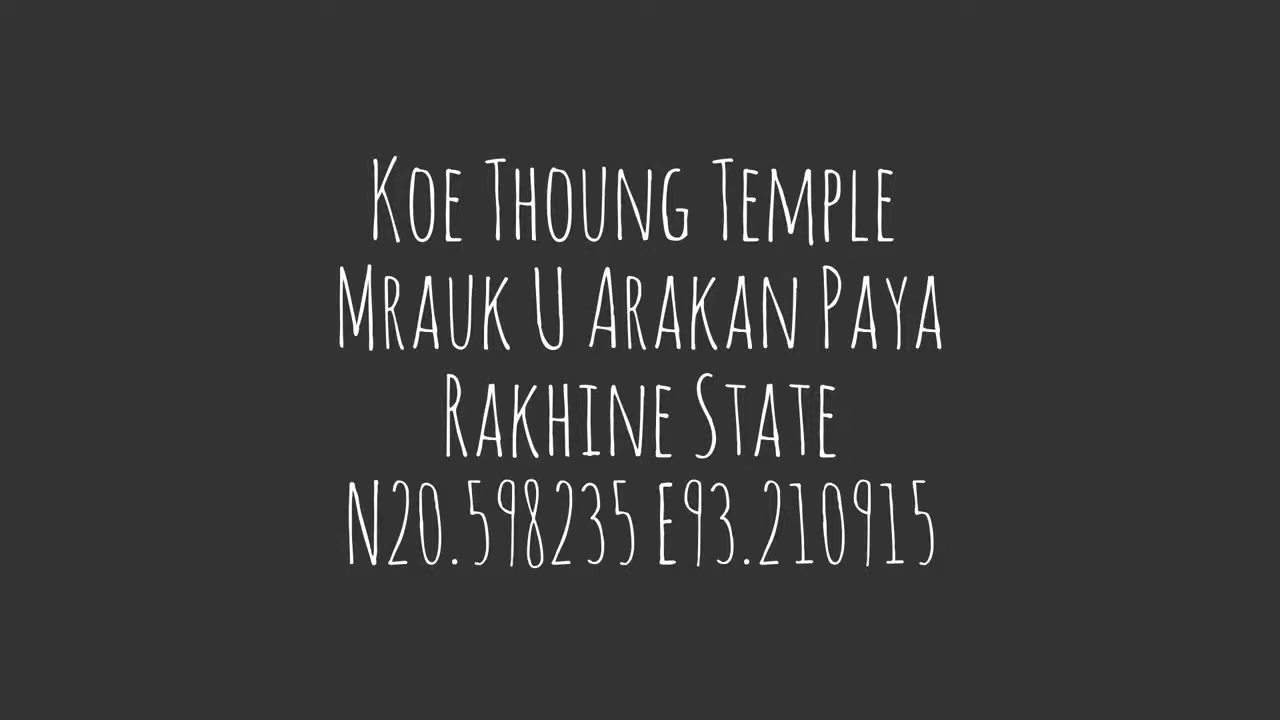 Koe Thoung Temple
Mrauk U Arakan Paya
Rakhine State
N20.598235 E93.210915